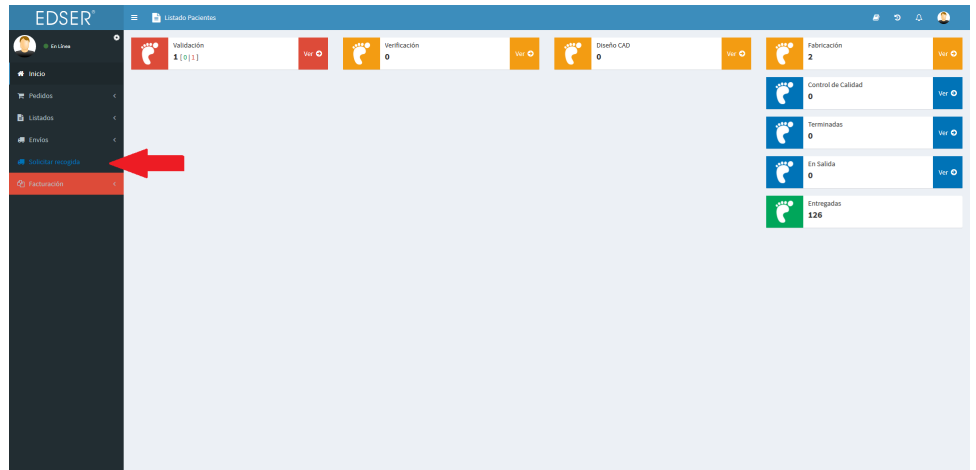 EDSER®
Listado Pacientes
En Línea
Inicio
Pedidos
Listados
Envíos
Solicitar recogida
Facturación
Validación
1 [0|1]
Ver
Verificación
0
Ver
Diseño CAD
0
Ver
Fabricación
2
Ver
Control de Calidad
0
Ver
Terminadas
0
Ver
En Salida
0
Ver
Entregadas
126